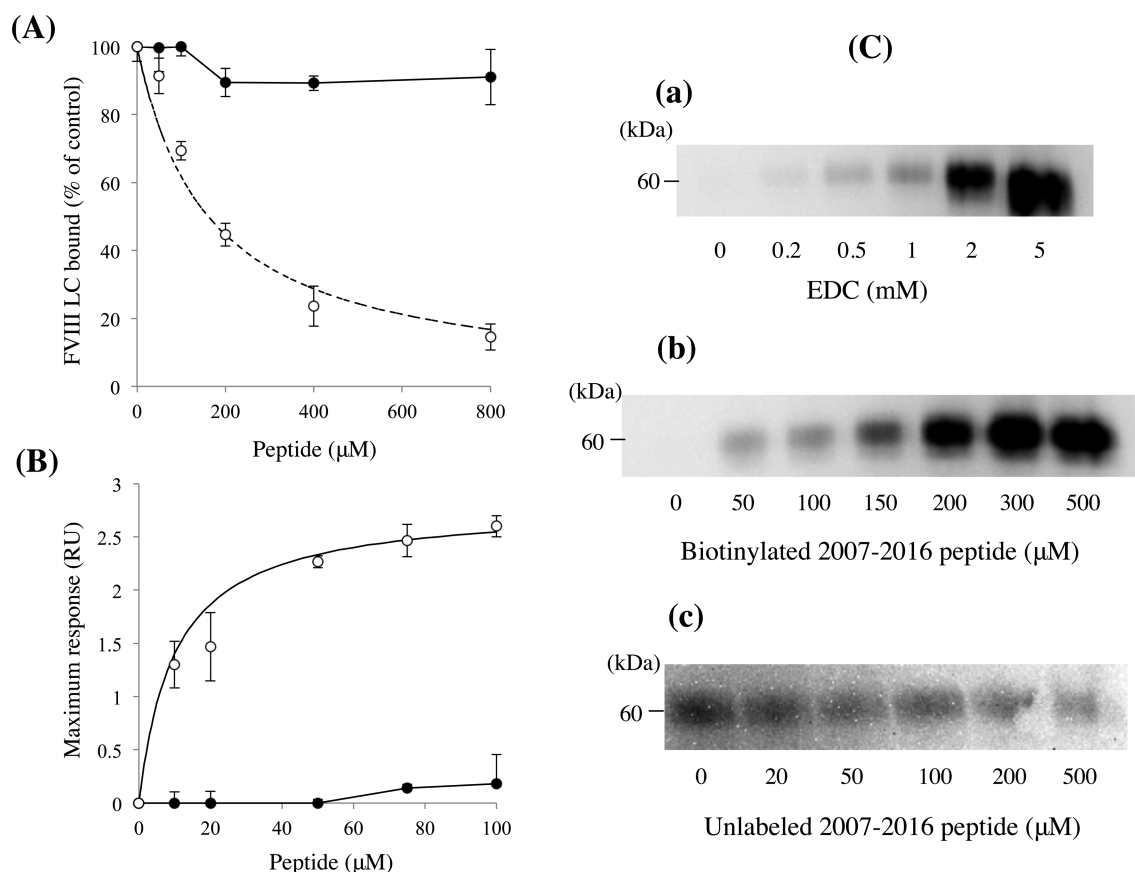 (A)
FVIII LC bound (% of control)
100
80
60
40
20
0
0 200 400 600 800
Peptide (μM)
(B)
Maximum response (RU)
3
2.5
2
1.5
1
0.5
0
0 20 40 60 80 100
Peptide (μM)
(C)
(a)
(kDa)
60
0 0.2 0.5 1 2 5
EDC (mM)
(b)
(kDa)
60
0 50 100 150 200 300 500
Biotinylated 2007-2016 peptide (μM)
(c)
(kDa)
60
0 20 50 100 200 500
Unlabeled 2007-2016 peptide (μM)